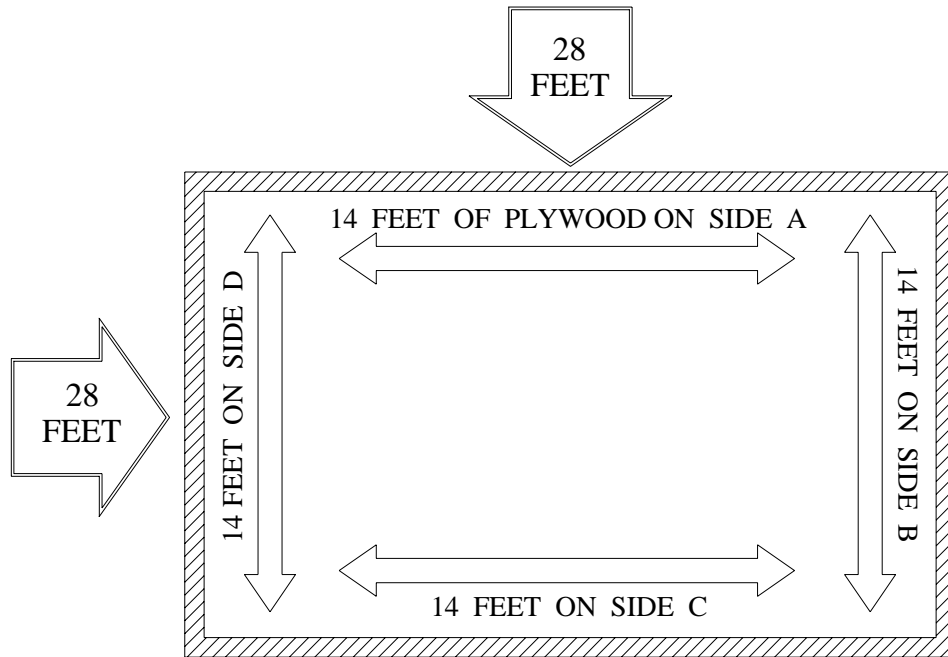 28
FEET
14 FEET OF PLYWOOD ON SIDE A
14 FEET ON SIDE D
14 FEET ON SIDE B
28
FEET
14 FEET ON SIDE C